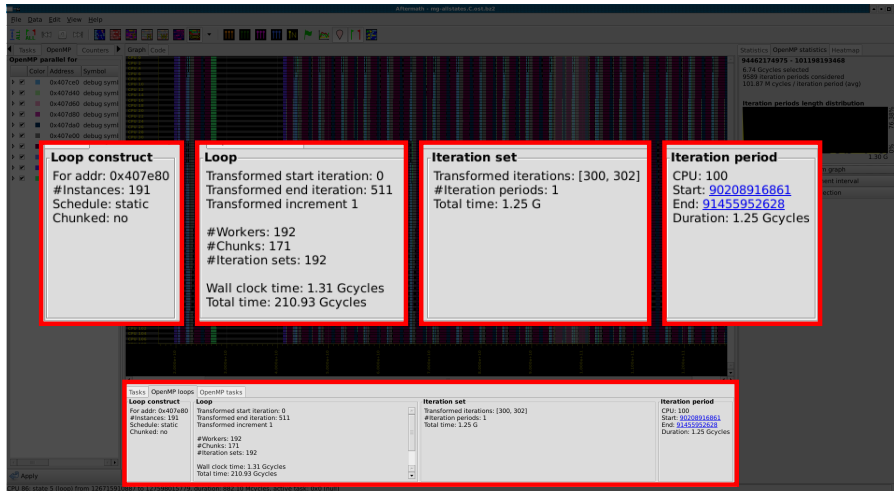 Aftermath - mg-allstates.C.ost.bz2
File Data Edit View Help
Tasks OpenMP Counters
Graph Code
Statistics OpenMP statistics Heatmap
OpenMP parallel for
Color Address Symbol
0x407ce0 debug syml
0x407d40 debug syml
0x407d60 debug syml
0x407d80 debug syml
0x407da0 debug syml
0x407e00 debug syml
94462174975 - 101198193468
6.74 Gcycles selected
9589 iteration periods considered
101.87 M cycles / iteration period (avg)
Iteration periods length distribution
1.30 G
Loop construct
For addr: 0x407e80
#Instances: 191
Schedule: static
Chunked: no
Loop
Transformed start iteration: 0
Transformed end iteration: 511
Transformed increment 1
#Workers: 192
#Chunks: 171
#Iteration sets: 192
Wall clock time: 1.31 Gcycles
Total time: 210.93 Gcycles
Iteration set
Transformed iterations: [300, 302]
#Iteration periods: 1
Total time: 1.25 G
Iteration period
CPU: 100
Start: 90208916861
End: 91455952628
Duration: 1.25 Gcycles
Tasks OpenMP loops OpenMP tasks
Loop construct
For addr: 0x407e80
#Instances: 191
Schedule: static
Chunked: no
Loop
Transformed start iteration: 0
Transformed end iteration: 511
Transformed increment 1
#Workers: 192
#Chunks: 171
#Iteration sets: 192
Wall clock time: 1.31 Gcycles
Total time: 210.93 Gcycles
Iteration set
Transformed iterations: [300, 302]
#Iteration periods: 1
Total time: 1.25 G
Iteration period
CPU: 100
Start: 90208916861
End: 91455952628
Duration: 1.25 Gcycles
Apply